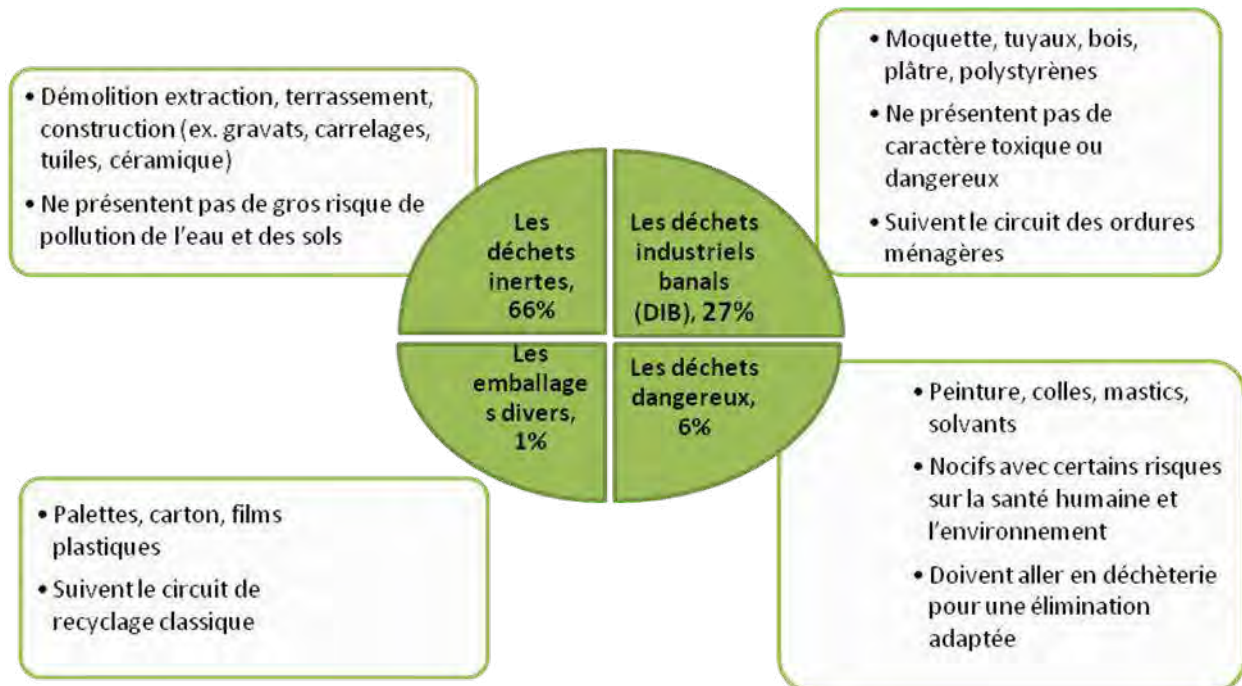 • Démolition extraction, terrassement,
construction (ex. gravats, carrelages,
tuiles, céramique)
• Ne présentent pas de gros risque de
pollution de l'eau et des sols
• Moquette, tuyaux, bois,
plâtre, polystyrènes
• Ne présentent pas de
caractère toxique ou
dangereux
• Suivent le circuit des ordures
ménagères
Les
déchets
inertes,
66%
Les déchets
industriels
banals
(DIB), 27%
Les
emballage
s divers,
1%
Les déchets
dangereux,
6%
• Palettes, carton, films
plastiques
• Suivent le circuit de
recyclage classique
• Peinture, colles, mastics,
solvants
• Nocifs avec certains risques
sur la santé humaine et
l'environnement
• Doivent aller en déchèterie
pour une élimination
adaptée